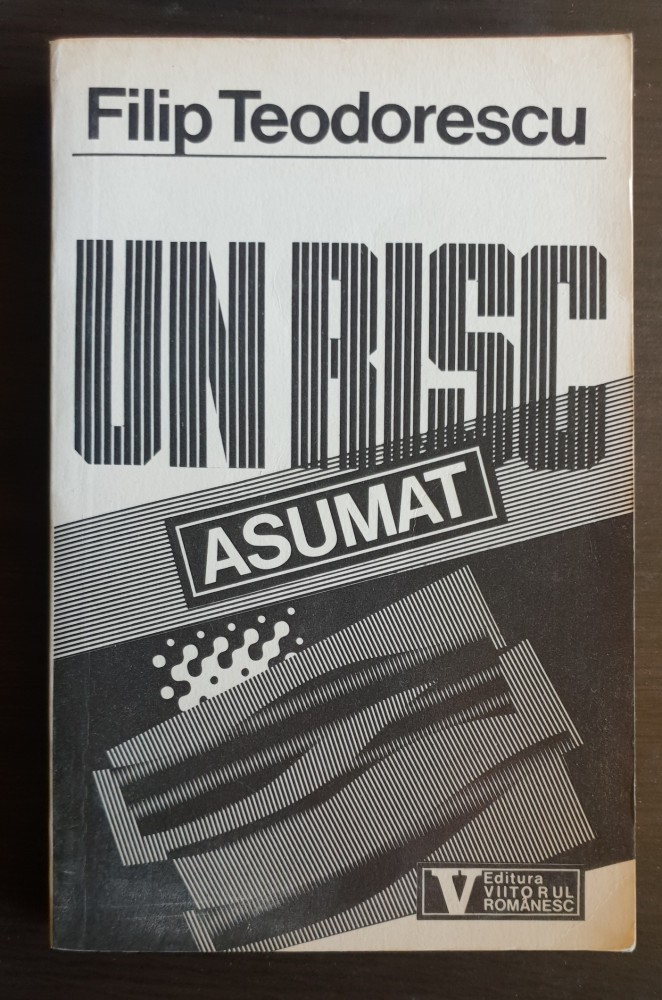 Filip Teodorescu
UN RISC
ASUMAT
V
Editura
VIITORUL
ROMÂNESC